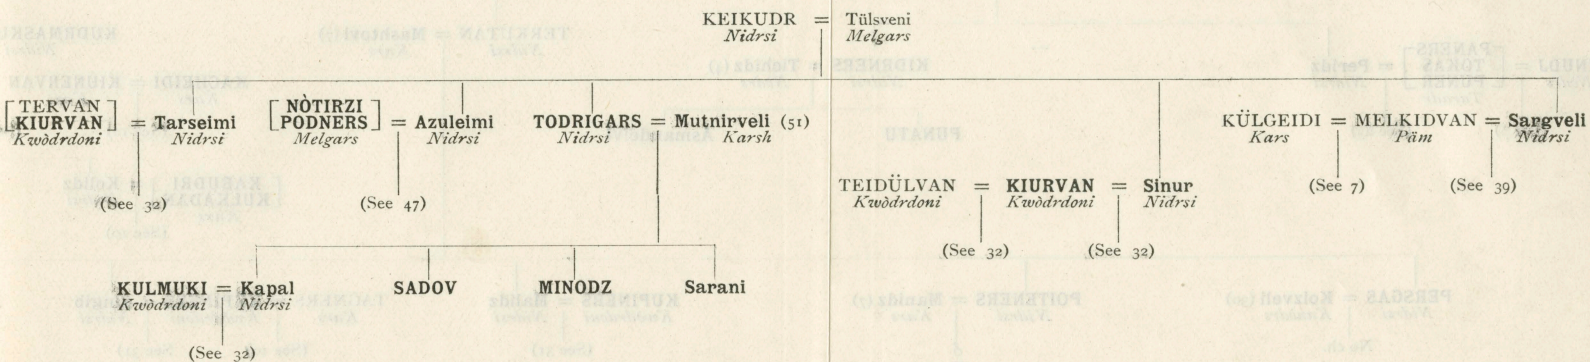 KEIKUDR = Tülsveni
Nidrsi Melgars
[TERVAN KIURVAN] = Tarseimi
Kwòdrdoni Nidrsi
(See 32)
[NÒTIRZI PODNERS] = Azuleimi
Melgars Nidrsi
(See 47)
TODRIGARS = Mutnirveli (51)
Nidrsi Karsh
TEIDÜLVAN = KIURVAN = Sinur
Kwòdrdoni Kwòdrdoni Nidrsi
(See 32) (See 32)
KÜLGEIDI = MELKIDVAN = Sargveli
Kars Päm Nidrsi
(See 7) (See 39)
KULMUKI = Kapal SADOV MINODZ Sarani
Kwòdrdoni Nidrsi
(See 32)